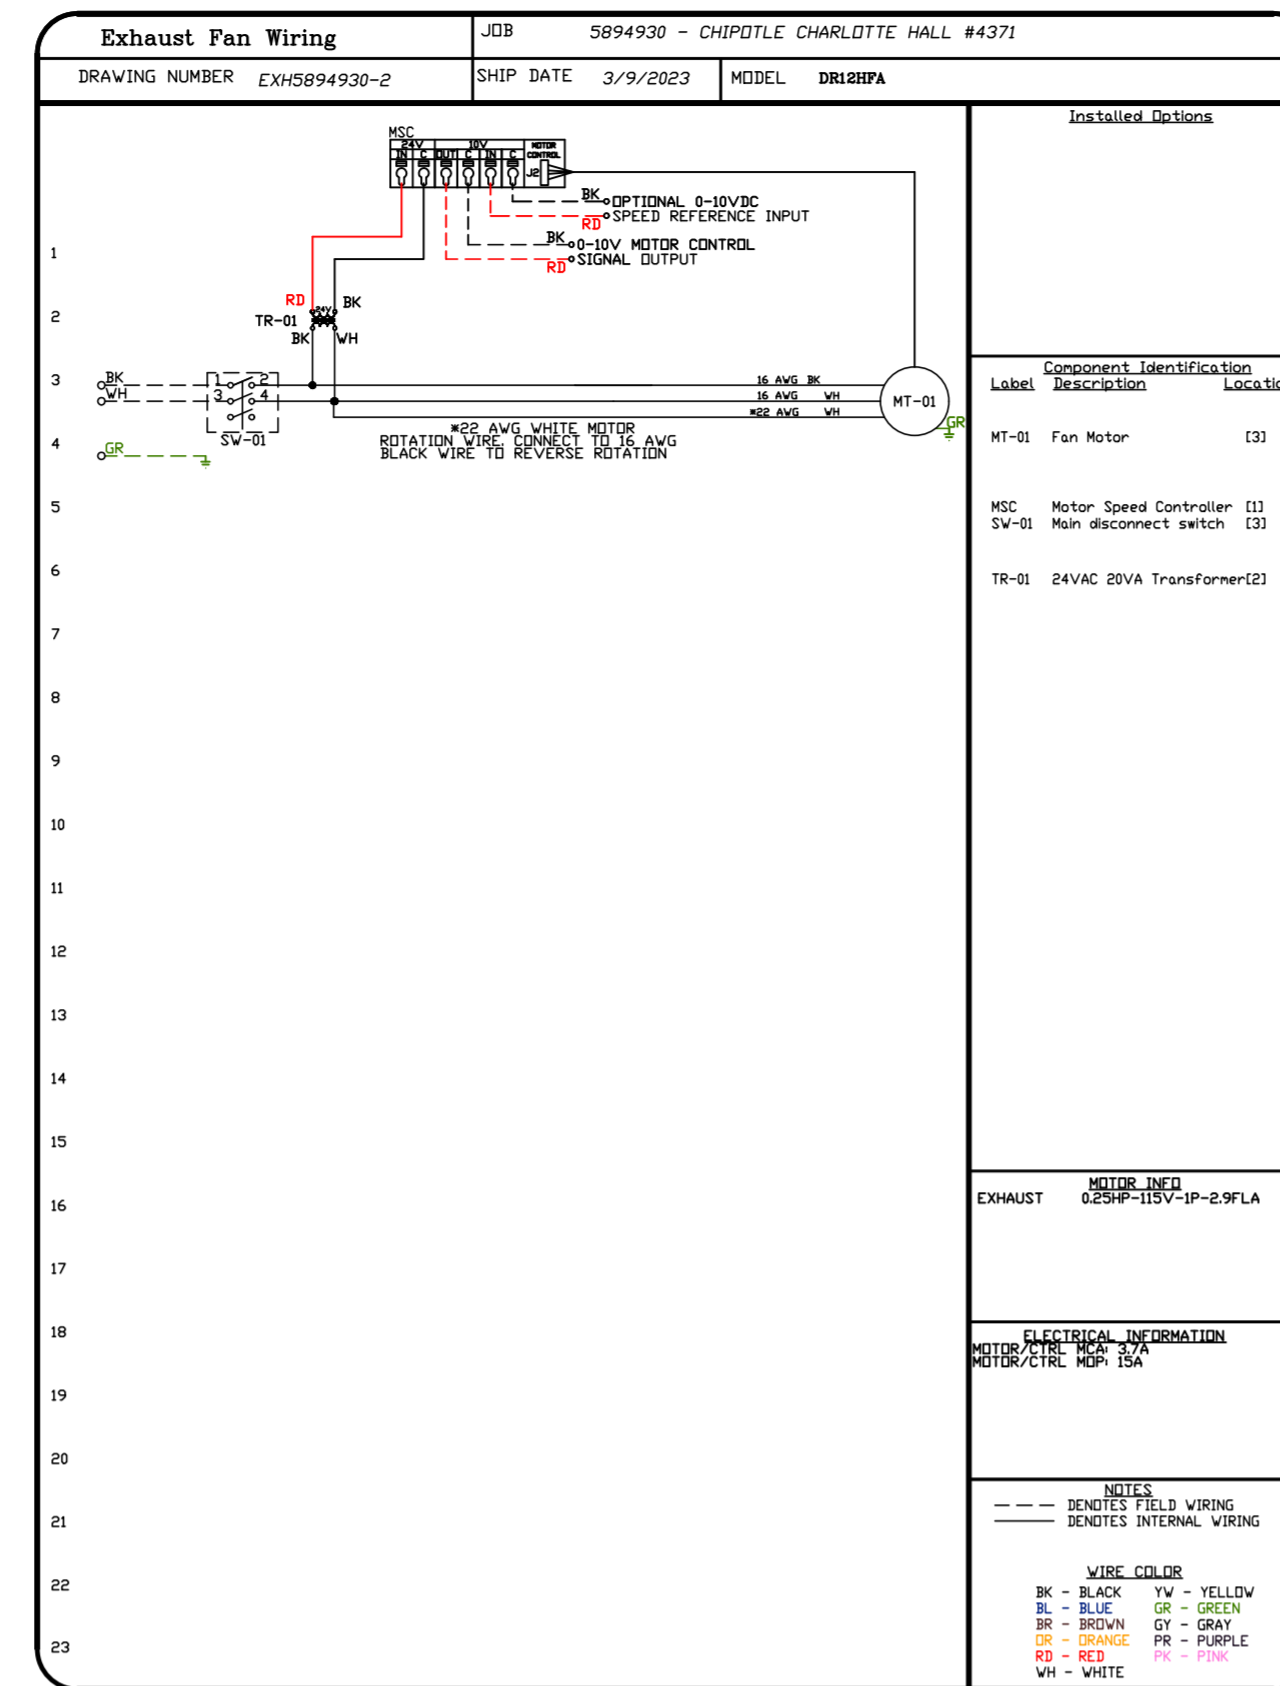 Exhaust Fan Wiring
JOB 5894930 - CHIPOTLE CHARLOTTE HALL #4371
DRAWING NUMBER EXH5894930-2
SHIP DATE 3/9/2023
MODEL DR12HFA
MSC
24V 10V MOTOR
IN C OUT C IN C CONTROL
J2
BK OPTIONAL 0-10VDC
RD SPEED REFERENCE INPUT
BK 0-10V MOTOR CONTROL
RD SIGNAL OUTPUT
RD BK
24V
TR-01
BK WH
BK 1 2
WH 3 4
SW-01
GR
16 AWG BK
16 AWG WH
*22 AWG WH
MT-01
GR
*22 AWG WHITE MOTOR
ROTATION WIRE. CONNECT TO 16 AWG
BLACK WIRE TO REVERSE ROTATION
1
2
3
4
5
6
7
8
9
10
11
12
13
14
15
16
17
18
19
20
21
22
23
Installed Options
Component Identification
Label Description Locatio
MT-01 Fan Motor [3]
MSC Motor Speed Controller [1]
SW-01 Main disconnect switch [3]
TR-01 24VAC 20VA Transformer[2]
MOTOR INFO
EXHAUST 0.25HP-115V-1P-2.9FLA
ELECTRICAL INFORMATION
MOTOR/CTRL MCA: 3.7A
MOTOR/CTRL MOP: 15A
NOTES
DENOTES FIELD WIRING
DENOTES INTERNAL WIRING
WIRE COLOR
BK - BLACK YW - YELLOW
BL - BLUE GR - GREEN
BR - BROWN GY - GRAY
OR - ORANGE PR - PURPLE
RD - RED PK - PINK
WH - WHITE